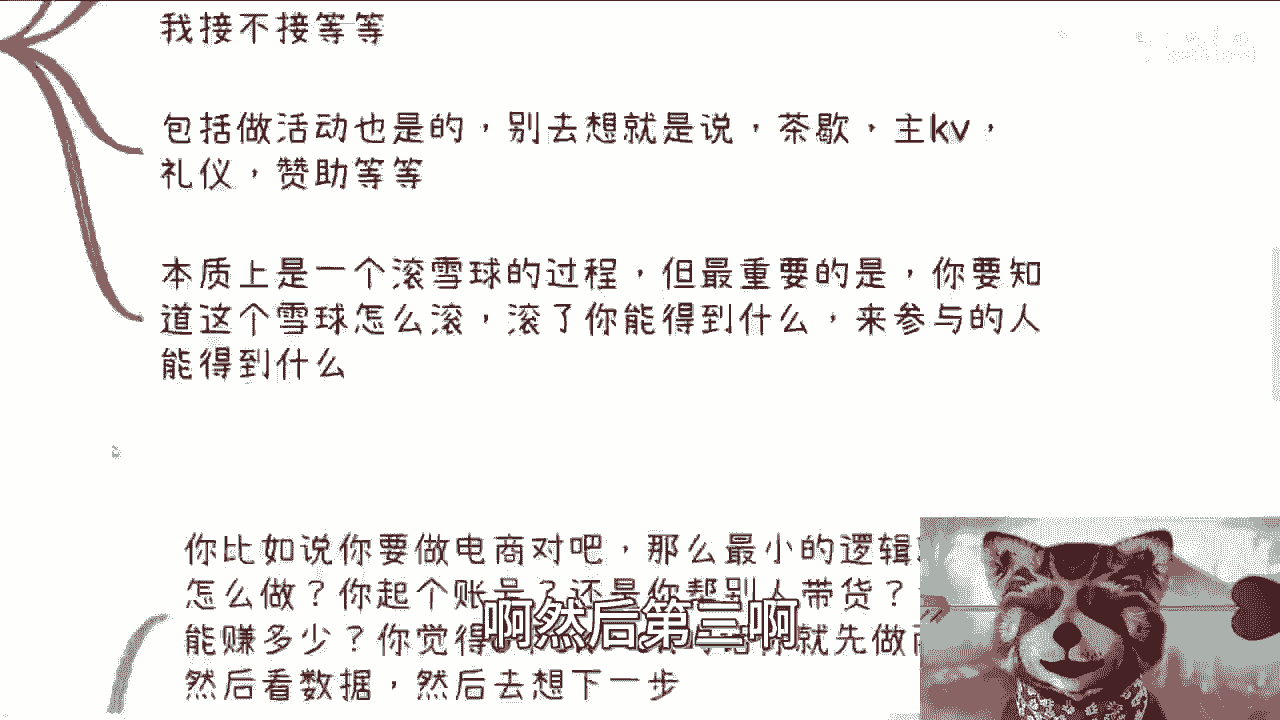 我接不接等等
包括做活动也是的，别去想就是说，茶歇，主kv，
礼仪，赞助等等
本质上是一个滚雪球的过程，但最重要的是，你要知
道这个雪球怎么滚，滚了你能得到什么，来参与的人
能得到什么
你比如说你要做电商对吧，那么最小的逻辑
怎么做？你起个账号？还是你帮别人带货？
能赚多少？你觉得 就先做
然后看数据，然后去想下一步
啊然后第三啊